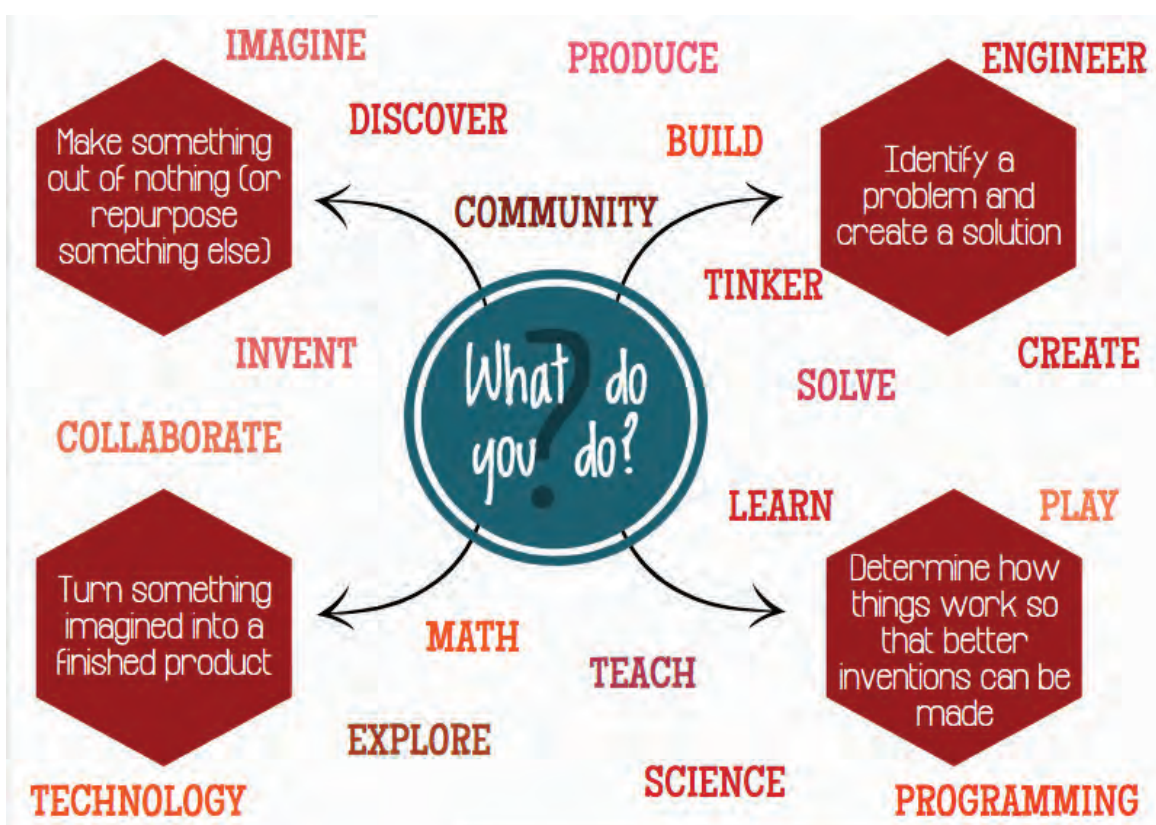 IMAGINE
PRODUCE
ENGINEER
DISCOVER
BUILD
Make something
out of nothing (or
repurpose
something else)
COMMUNITY
Identify a
problem and
create a solution
TINKER
INVENT
CREATE
SOLVE
?
What do
you do?
COLLABORATE
LEARN
PLAY
Turn something
imagined into a
finished product
Determine how
things work so
that better
inventions can be
made
MATH
TEACH
EXPLORE
SCIENCE
TECHNOLOGY
PROGRAMMING